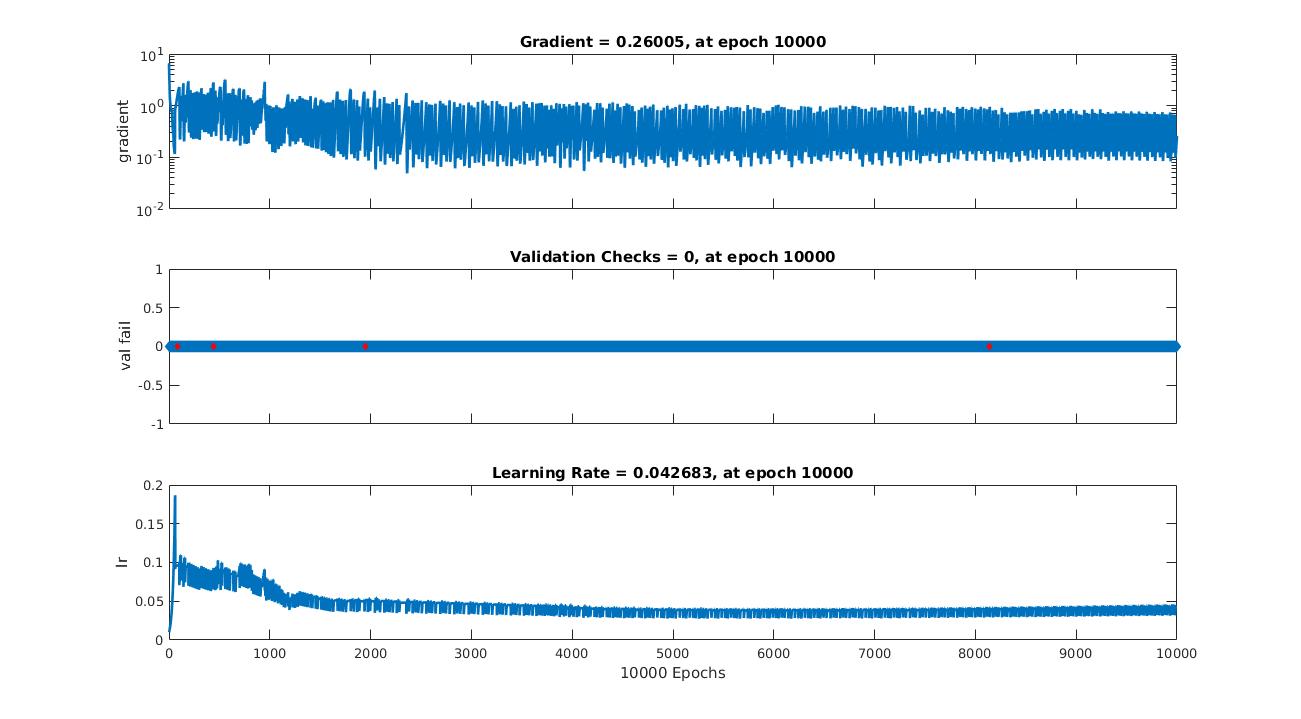 Gradient = 0.26005, at epoch 10000
10^1
10^0
10^-1
10^-2
gradient
Validation Checks = 0, at epoch 10000
1
0.5
0
-0.5
-1
val fail
Learning Rate = 0.042683, at epoch 10000
0.2
0.15
0.1
0.05
0
lr
0 1000 2000 3000 4000 5000 6000 7000 8000 9000 10000
10000 Epochs